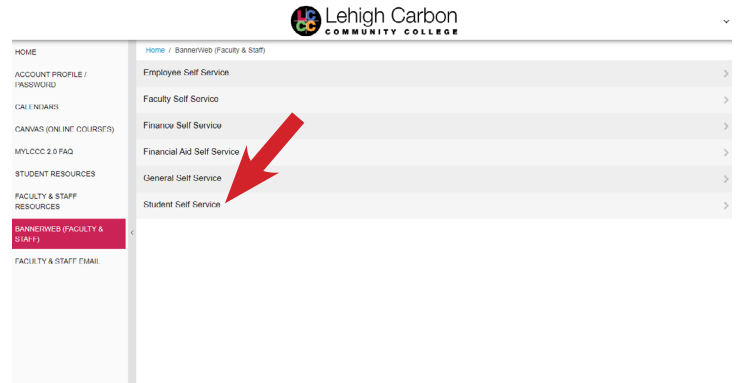 LCCC
Lehigh Carbon
COMMUNITY COLLEGE
HOME
ACCOUNT PROFILE /
PASSWORD
CALENDARS
CANVAS (ONLINE COURSES)
MYLCCC 2.0 FAQ
STUDENT RESOURCES
FACULTY & STAFF
RESOURCES
BANNERWEB (FACULTY &
STAFF)
FACULTY & STAFF EMAIL
Home / BannerWeb (Faculty & Staff)
Employee Self Service
Faculty Self Service
Finance Self Service
Financial Aid Self Service
General Self Service
Student Self Service